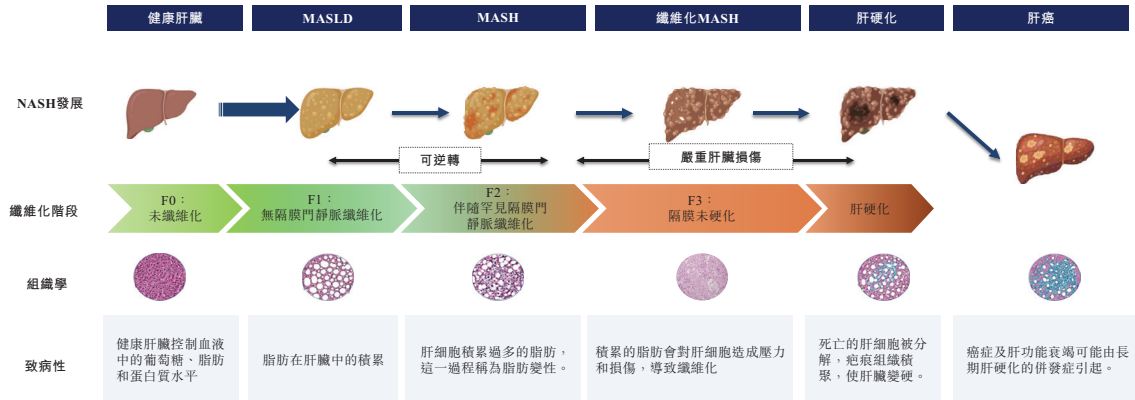 健康肝臟
MASLD
MASH
纖維化MASH
肝硬化
肝癌
NASH發展
可逆轉
嚴重肝臟損傷
纖維化階段
F0：
未纖維化
F1：
無隔膜門靜脈纖維化
F2：
伴隨罕見隔膜門
靜脈纖維化
F3：
隔膜未硬化
肝硬化
組織學
致病性
健康肝臟控制血液
中的葡萄糖、脂肪
和蛋白質水平
脂肪在肝臟中的積累
肝細胞積累過多的脂肪，
這一過程稱為脂肪變性。
積累的脂肪會對肝細胞造成壓力
和損傷，導致纖維化
死亡的肝細胞被分
解，疤痕組織積
聚，使肝臟變硬。
癌症及肝功能衰竭可能由長
期肝硬化的併發症引起。